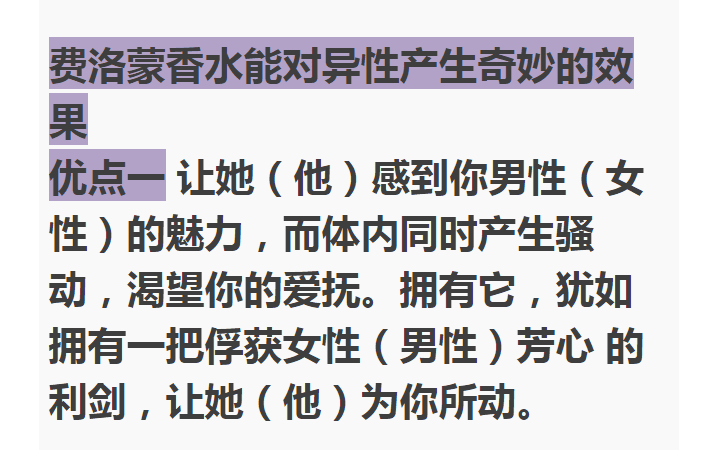 费洛蒙香水能对异性产生奇妙的效
果
优点一 让她（他）感到你男性（女
性）的魅力，而体内同时产生骚
动，渴望你的爱抚。拥有它，犹如
拥有一把俘获女性（男性）芳心 的
利剑，让她（他）为你所动。